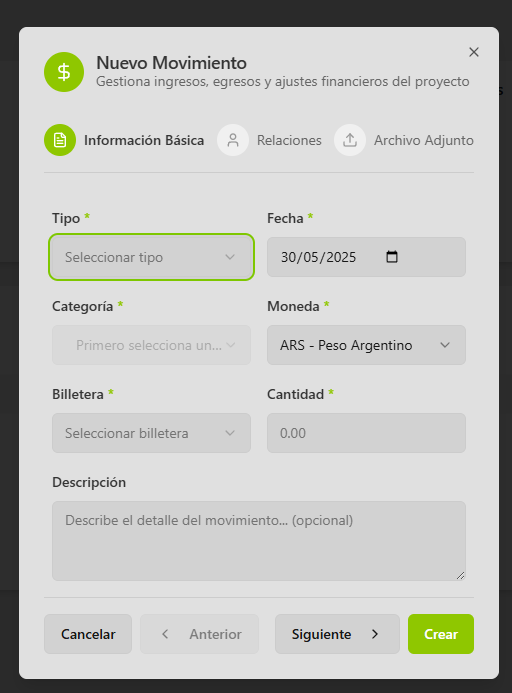 $
Nuevo Movimiento
Gestiona ingresos, egresos y ajustes financieros del proyecto
Información Básica Relaciones Archivo Adjunto
Tipo * Fecha *
Seleccionar tipo 30/05/2025
Categoría * Moneda *
Primero selecciona un... ARS - Peso Argentino
Billetera * Cantidad *
Seleccionar billetera 0.00
Descripción
Describe el detalle del movimiento... (opcional)
Cancelar Anterior Siguiente Crear